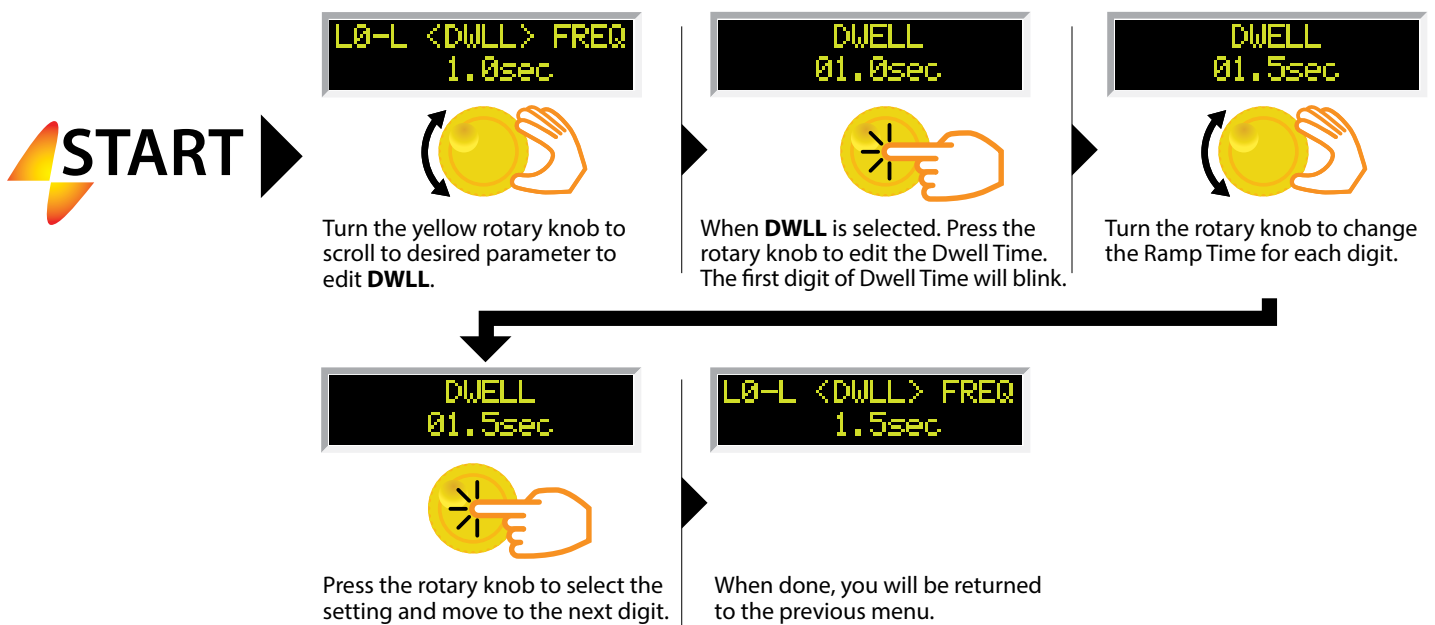 START
L0-L <DWLL> FREQ
1.0sec
Turn the yellow rotary knob to
scroll to desired parameter to
edit DWLL.
DWELL
01.0sec
When DWLL is selected. Press the
rotary knob to edit the Dwell Time.
The first digit of Dwell Time will blink.
DWELL
01.5sec
Turn the rotary knob to change
the Ramp Time for each digit.
DWELL
01.5sec
Press the rotary knob to select the
setting and move to the next digit.
L0-L <DWLL> FREQ
1.5sec
When done, you will be returned
to the previous menu.